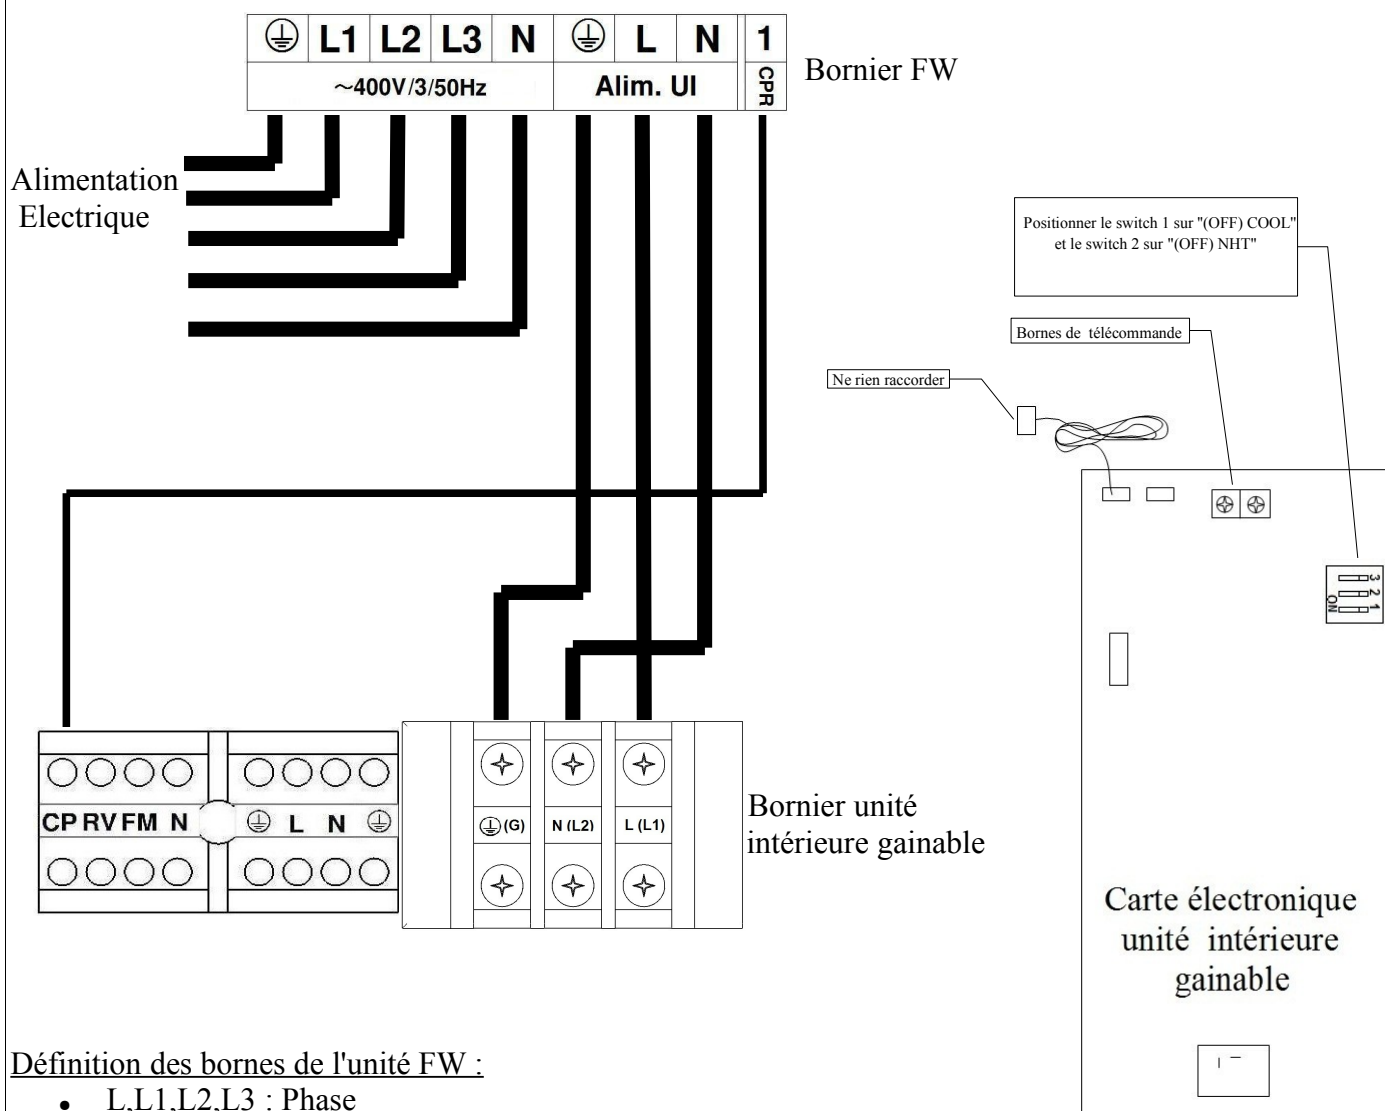 ⏚ L1 L2 L3 N ⏚ L N 1
~400V/3/50Hz Alim. UI CPR
Bornier FW
Alimentation
Electrique
Positionner le switch 1 sur "(OFF) COOL"
et le switch 2 sur "(OFF) NHT"
Bornes de télécommande
Ne rien raccorder
3
2
1
ON
CP RV FM N ⏚ L N ⏚
⏚ (G) N (L2) L (L1)
Bornier unité
intérieure gainable
Carte électronique
unité intérieure
gainable
Définition des bornes de l'unité FW :
• L,L1,L2,L3 : Phase